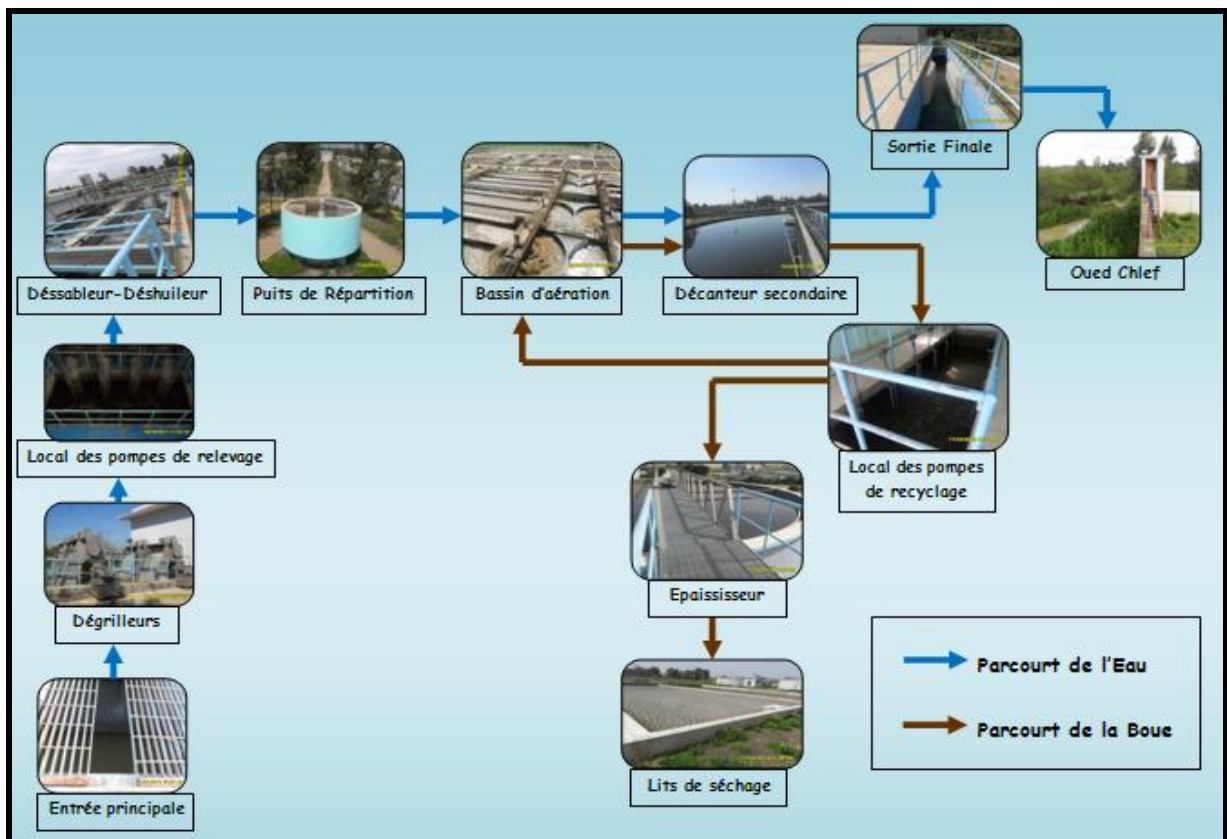 Sortie Finale
Oued Chlef
Déssableur-Déshuileur
Puits de Répartition
Bassin d'aération
Décanteur secondaire
Local des pompes de relevage
Local des pompes
de recyclage
Dégrilleurs
Epaississeur
Entrée principale
Lits de séchage
Parcourt de l'Eau
Parcourt de la Boue